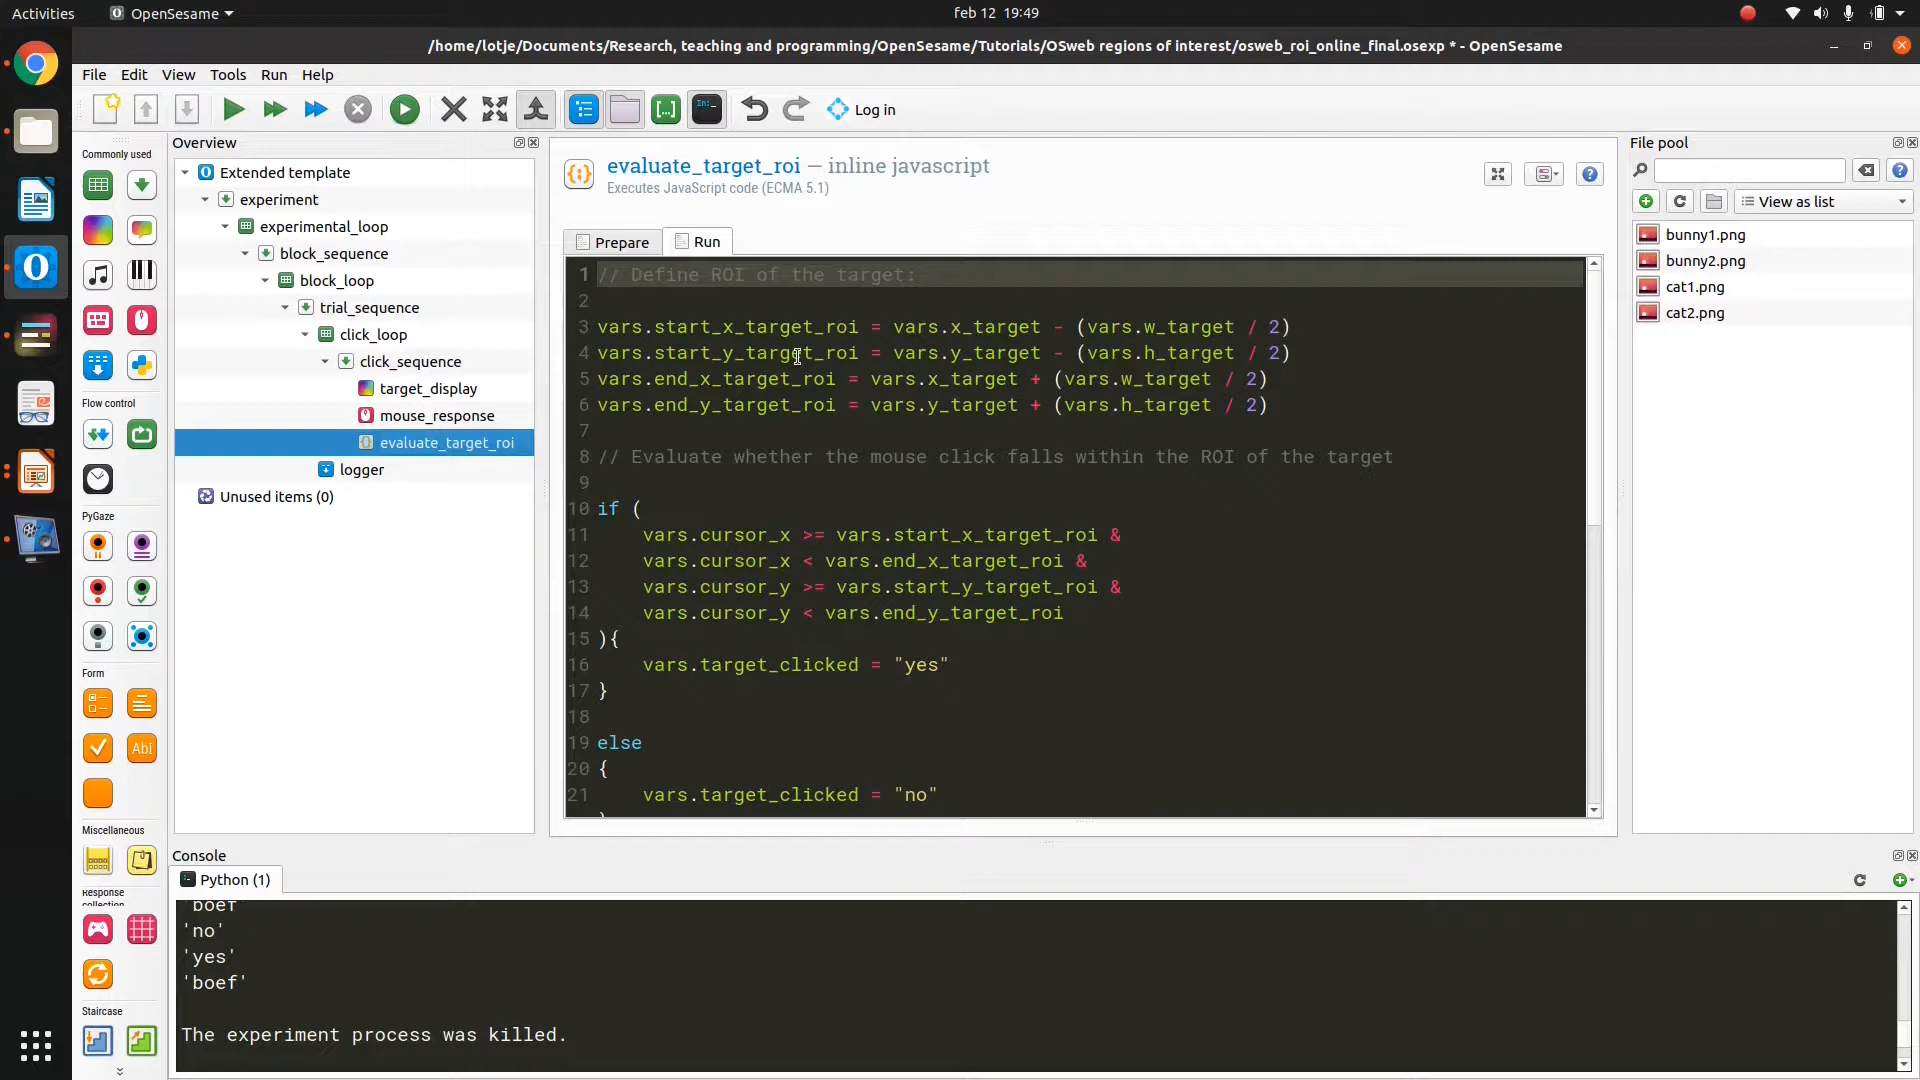 Activities
OpenSesame
feb 12 19:49
/home/lotje/Documents/Research, teaching and programming/OpenSesame/Tutorials/OSweb regions of interest/osweb_roi_online_final.osexp * - OpenSesame
File Edit View Tools Run Help
Log in
Commonly used
Flow control
PyGaze
Form
Abi
Miscellaneous
Response
collection
Staircase
Overview
Extended template
experiment
experimental_loop
block_sequence
block_loop
trial_sequence
click_loop
click_sequence
target_display
mouse_response
evaluate_target_roi
logger
Unused items (0)
evaluate_target_roi — inline javascript
Executes JavaScript code (ECMA 5.1)
Prepare
Run
1 // Define ROI of the target:
2
3 vars.start_x_target_roi = vars.x_target - (vars.w_target / 2)
4 vars.start_y_target_roi = vars.y_target - (vars.h_target / 2)
5 vars.end_x_target_roi = vars.x_target + (vars.w_target / 2)
6 vars.end_y_target_roi = vars.y_target + (vars.h_target / 2)
7
8 // Evaluate whether the mouse click falls within the ROI of the target
9
10 if (
11 vars.cursor_x >= vars.start_x_target_roi &
12 vars.cursor_x < vars.end_x_target_roi &
13 vars.cursor_y >= vars.start_y_target_roi &
14 vars.cursor_y < vars.end_y_target_roi
15 ){
16 vars.target_clicked = "yes"
17 }
18
19 else
20 {
21 vars.target_clicked = "no"
File pool
View as list
bunny1.png
bunny2.png
cat1.png
cat2.png
Console
Python (1)
'boef'
'no'
'yes'
'boef'
The experiment process was killed.